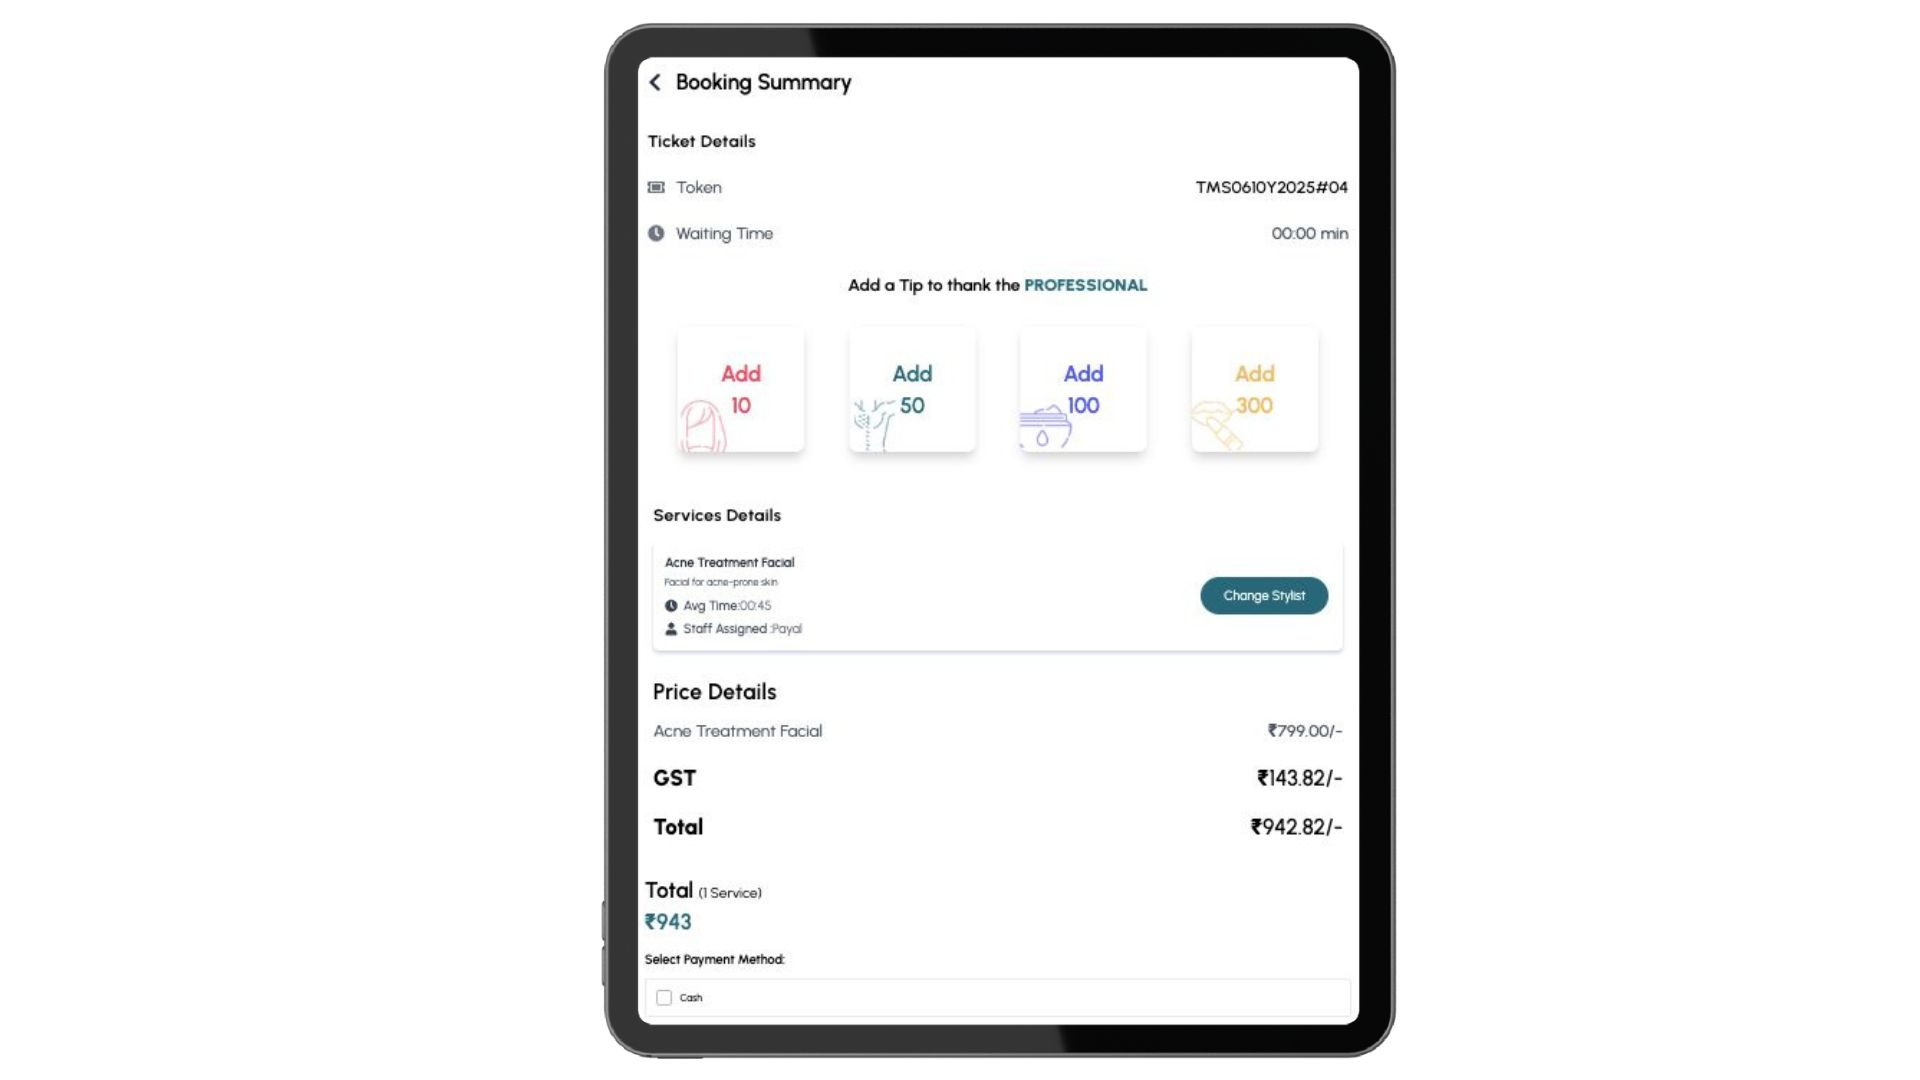 Booking Summary
Ticket Details
Token TMS0610Y2025#04
Waiting Time 00:00 min
Add a Tip to thank the PROFESSIONAL
Add Add Add Add
10 50 100 300
Services Details
Acne Treatment Facial
Facial for acne-prone skin
Avg Time:00:45
Staff Assigned :Payal
Change Stylist
Price Details
Acne Treatment Facial ₹799.00/-
GST ₹143.82/-
Total ₹942.82/-
Total (1 Service)
₹943
Select Payment Method:
Cash